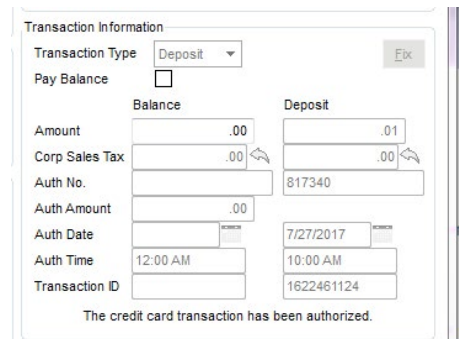 Transaction Information
Transaction Type Deposit Fix
Pay Balance
Balance Deposit
Amount .00 .01
Corp Sales Tax .00 .00
Auth No. 817340
Auth Amount .00
Auth Date 7/27/2017
Auth Time 12:00 AM 10:00 AM
Transaction ID 1622461124
The credit card transaction has been authorized.